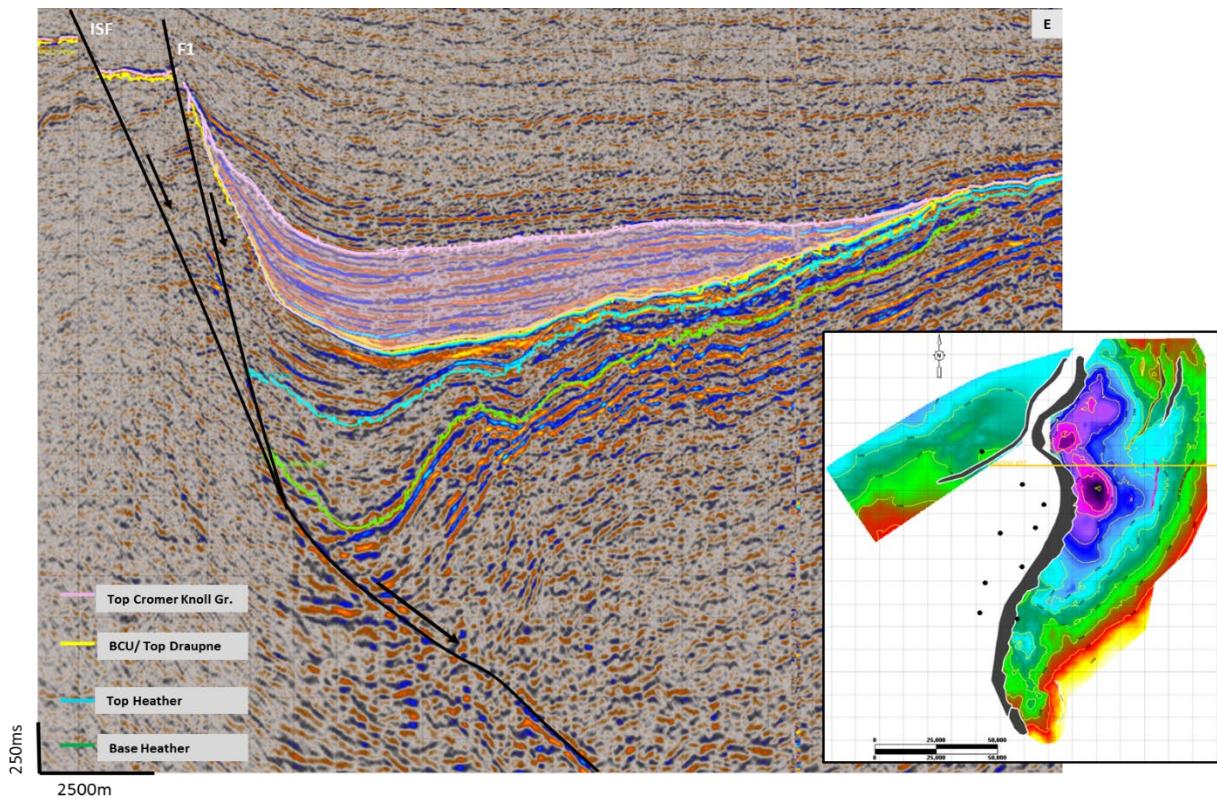 ISF
F1
E
Top Cromer Knoll Gr.
BCU/ Top Draupne
Top Heather
Base Heather
250ms
2500m
N
0 25,000 50,000
0 25,000 50,000